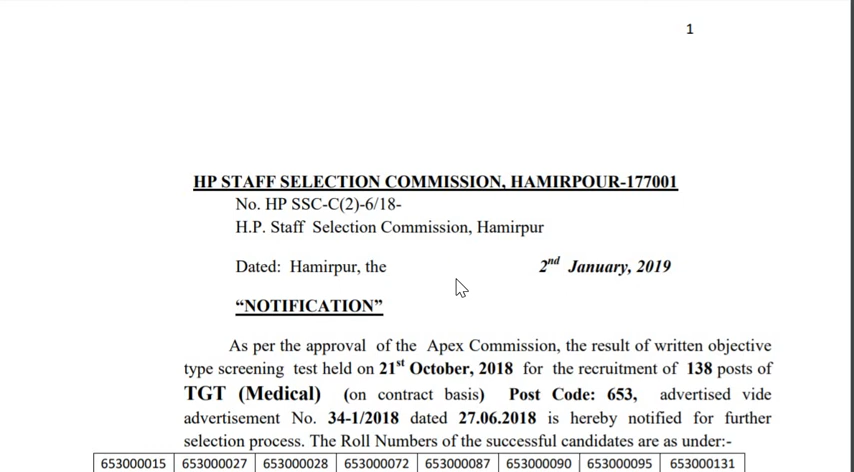 1
HP STAFF SELECTION COMMISSION, HAMIRPOUR-177001
No. HP SSC-C(2)-6/18-
H.P. Staff Selection Commission, Hamirpur
Dated: Hamirpur, the 2nd January, 2019
“NOTIFICATION”
As per the approval of the Apex Commission, the result of written objective
type screening test held on 21st October, 2018 for the recruitment of 138 posts of
TGT (Medical) (on contract basis) Post Code: 653, advertised vide
advertisement No. 34-1/2018 dated 27.06.2018 is hereby notified for further
selection process. The Roll Numbers of the successful candidates are as under:-
653000015 653000027 653000028 653000072 653000087 653000090 653000095 653000131